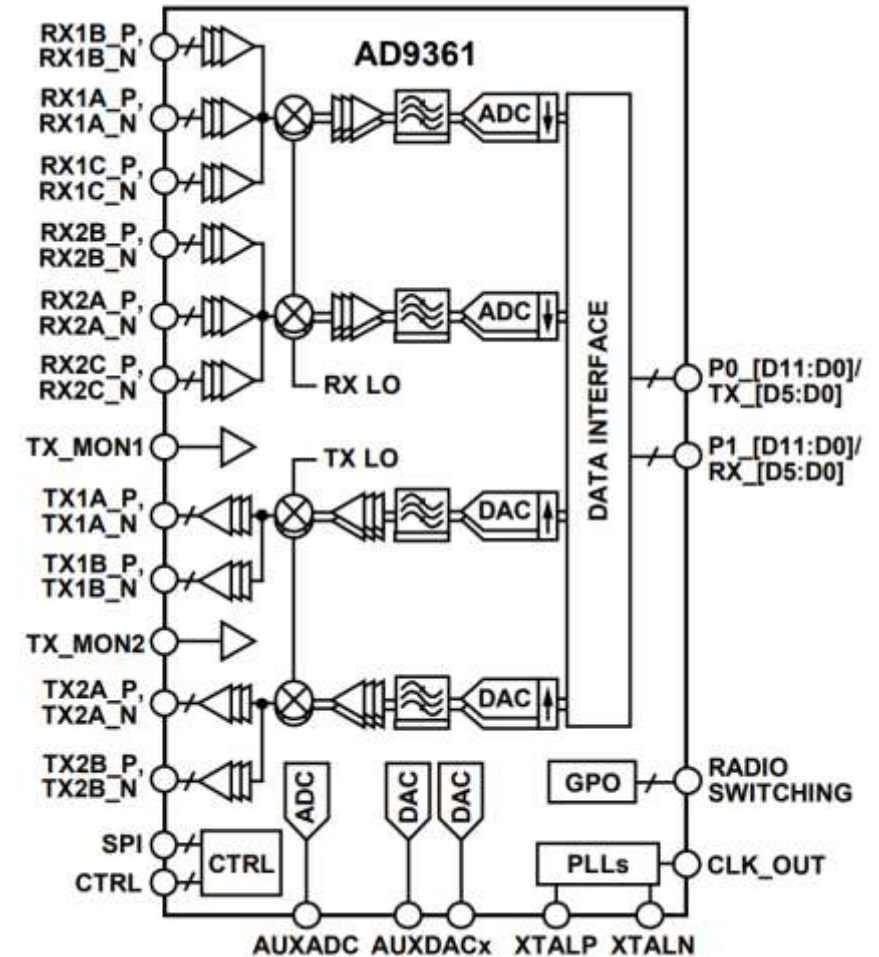 AD9361
RX1B_P,
RX1B_N
RX1A_P,
RX1A_N
ADC
RX1C_P,
RX1C_N
RX2B_P,
RX2B_N
RX2A_P,
RX2A_N
ADC
RX2C_P,
RX2C_N
RX LO
DATA INTERFACE
P0_[D11:D0]/
TX_[D5:D0]
TX_MON1
TX LO
P1_[D11:D0]/
RX_[D5:D0]
TX1A_P,
TX1A_N
DAC
TX1B_P,
TX1B_N
TX_MON2
TX2A_P,
TX2A_N
DAC
TX2B_P,
TX2B_N
ADC
DAC
DAC
GPO
RADIO
SWITCHING
SPI
CTRL
CTRL
PLLs
CLK_OUT
AUXADC
AUXDACx
XTALP
XTALN